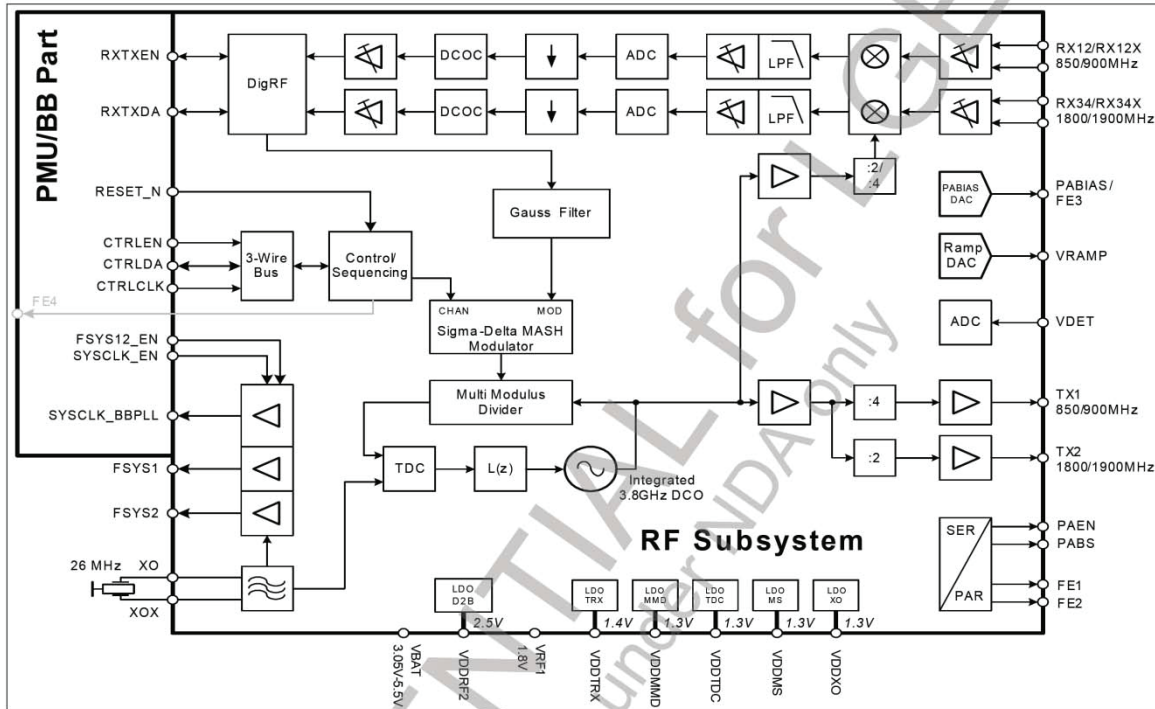 PMU/BB Part
RXTXEN
RXTXDA
DigRF
DCOC
ADC
LPF
RX12/RX12X
850/900MHz
DCOC
ADC
LPF
RX34/RX34X
1800/1900MHz
:2/
:4
RESET_N
Gauss Filter
PABIAS
DAC
PABIAS/
FE3
CTRLEN
CTRLDA
CTRLCLK
3-Wire
Bus
Control/
Sequencing
Ramp
DAC
VRAMP
FE4
CHAN
MOD
Sigma-Delta MASH
Modulator
ADC
VDET
FSYS12_EN
SYSCLK_EN
SYSCLK_BBPLL
Multi Modulus
Divider
:4
TX1
850/900MHz
FSYS1
TDC
L(z)
Integrated
3.8GHz DCO
:2
TX2
1800/1900MHz
FSYS2
RF Subsystem
SER
PAR
PAEN
PABS
FE1
FE2
26 MHz
XO
XOX
LDO
D2B
2.5V
LDO
TRX
1.4V
LDO
MMD
1.3V
LDO
TDC
1.3V
LDO
MS
1.3V
LDO
XO
1.3V
VBAT
3.05V-5.5V
VDDRF2
VRF1
1.8V
VDDTRX
VDDMMD
VDDTDC
VDDMS
VDDXO
ENTIAL for LGE
under NDA only